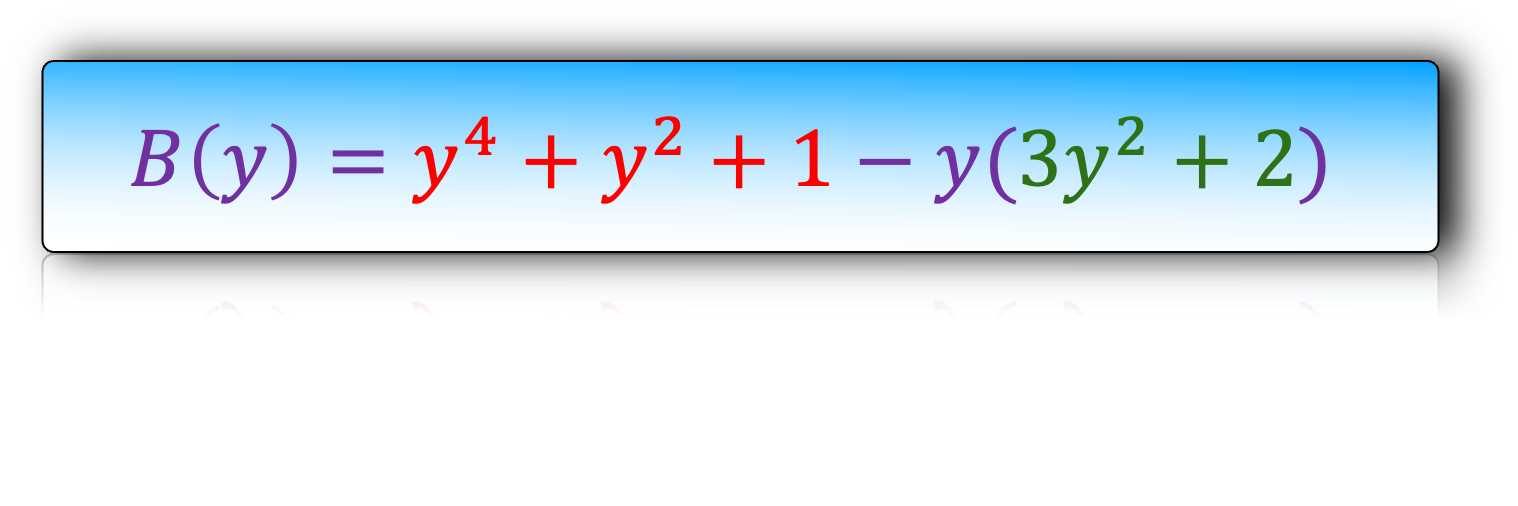 B(y) = y⁴ + y² + 1 − y(3y² + 2)